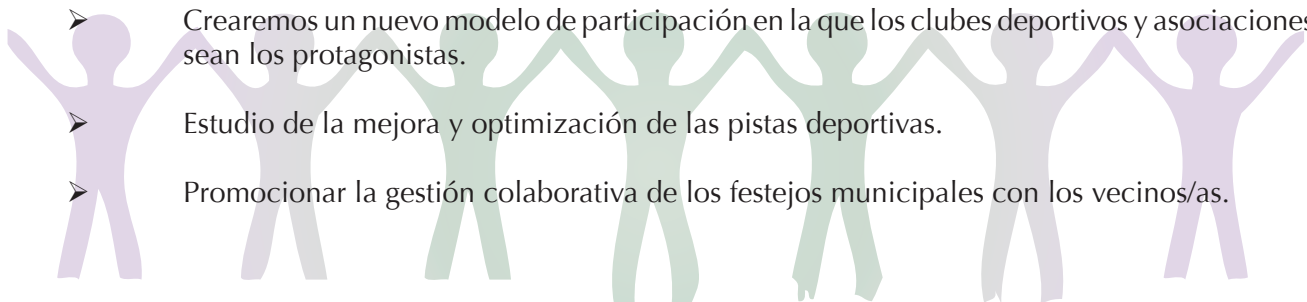 ➢ Crearemos un nuevo modelo de participación en la que los clubes deportivos y asociaciones
sean los protagonistas.
➢ Estudio de la mejora y optimización de las pistas deportivas.
➢ Promocionar la gestión colaborativa de los festejos municipales con los vecinos/as.